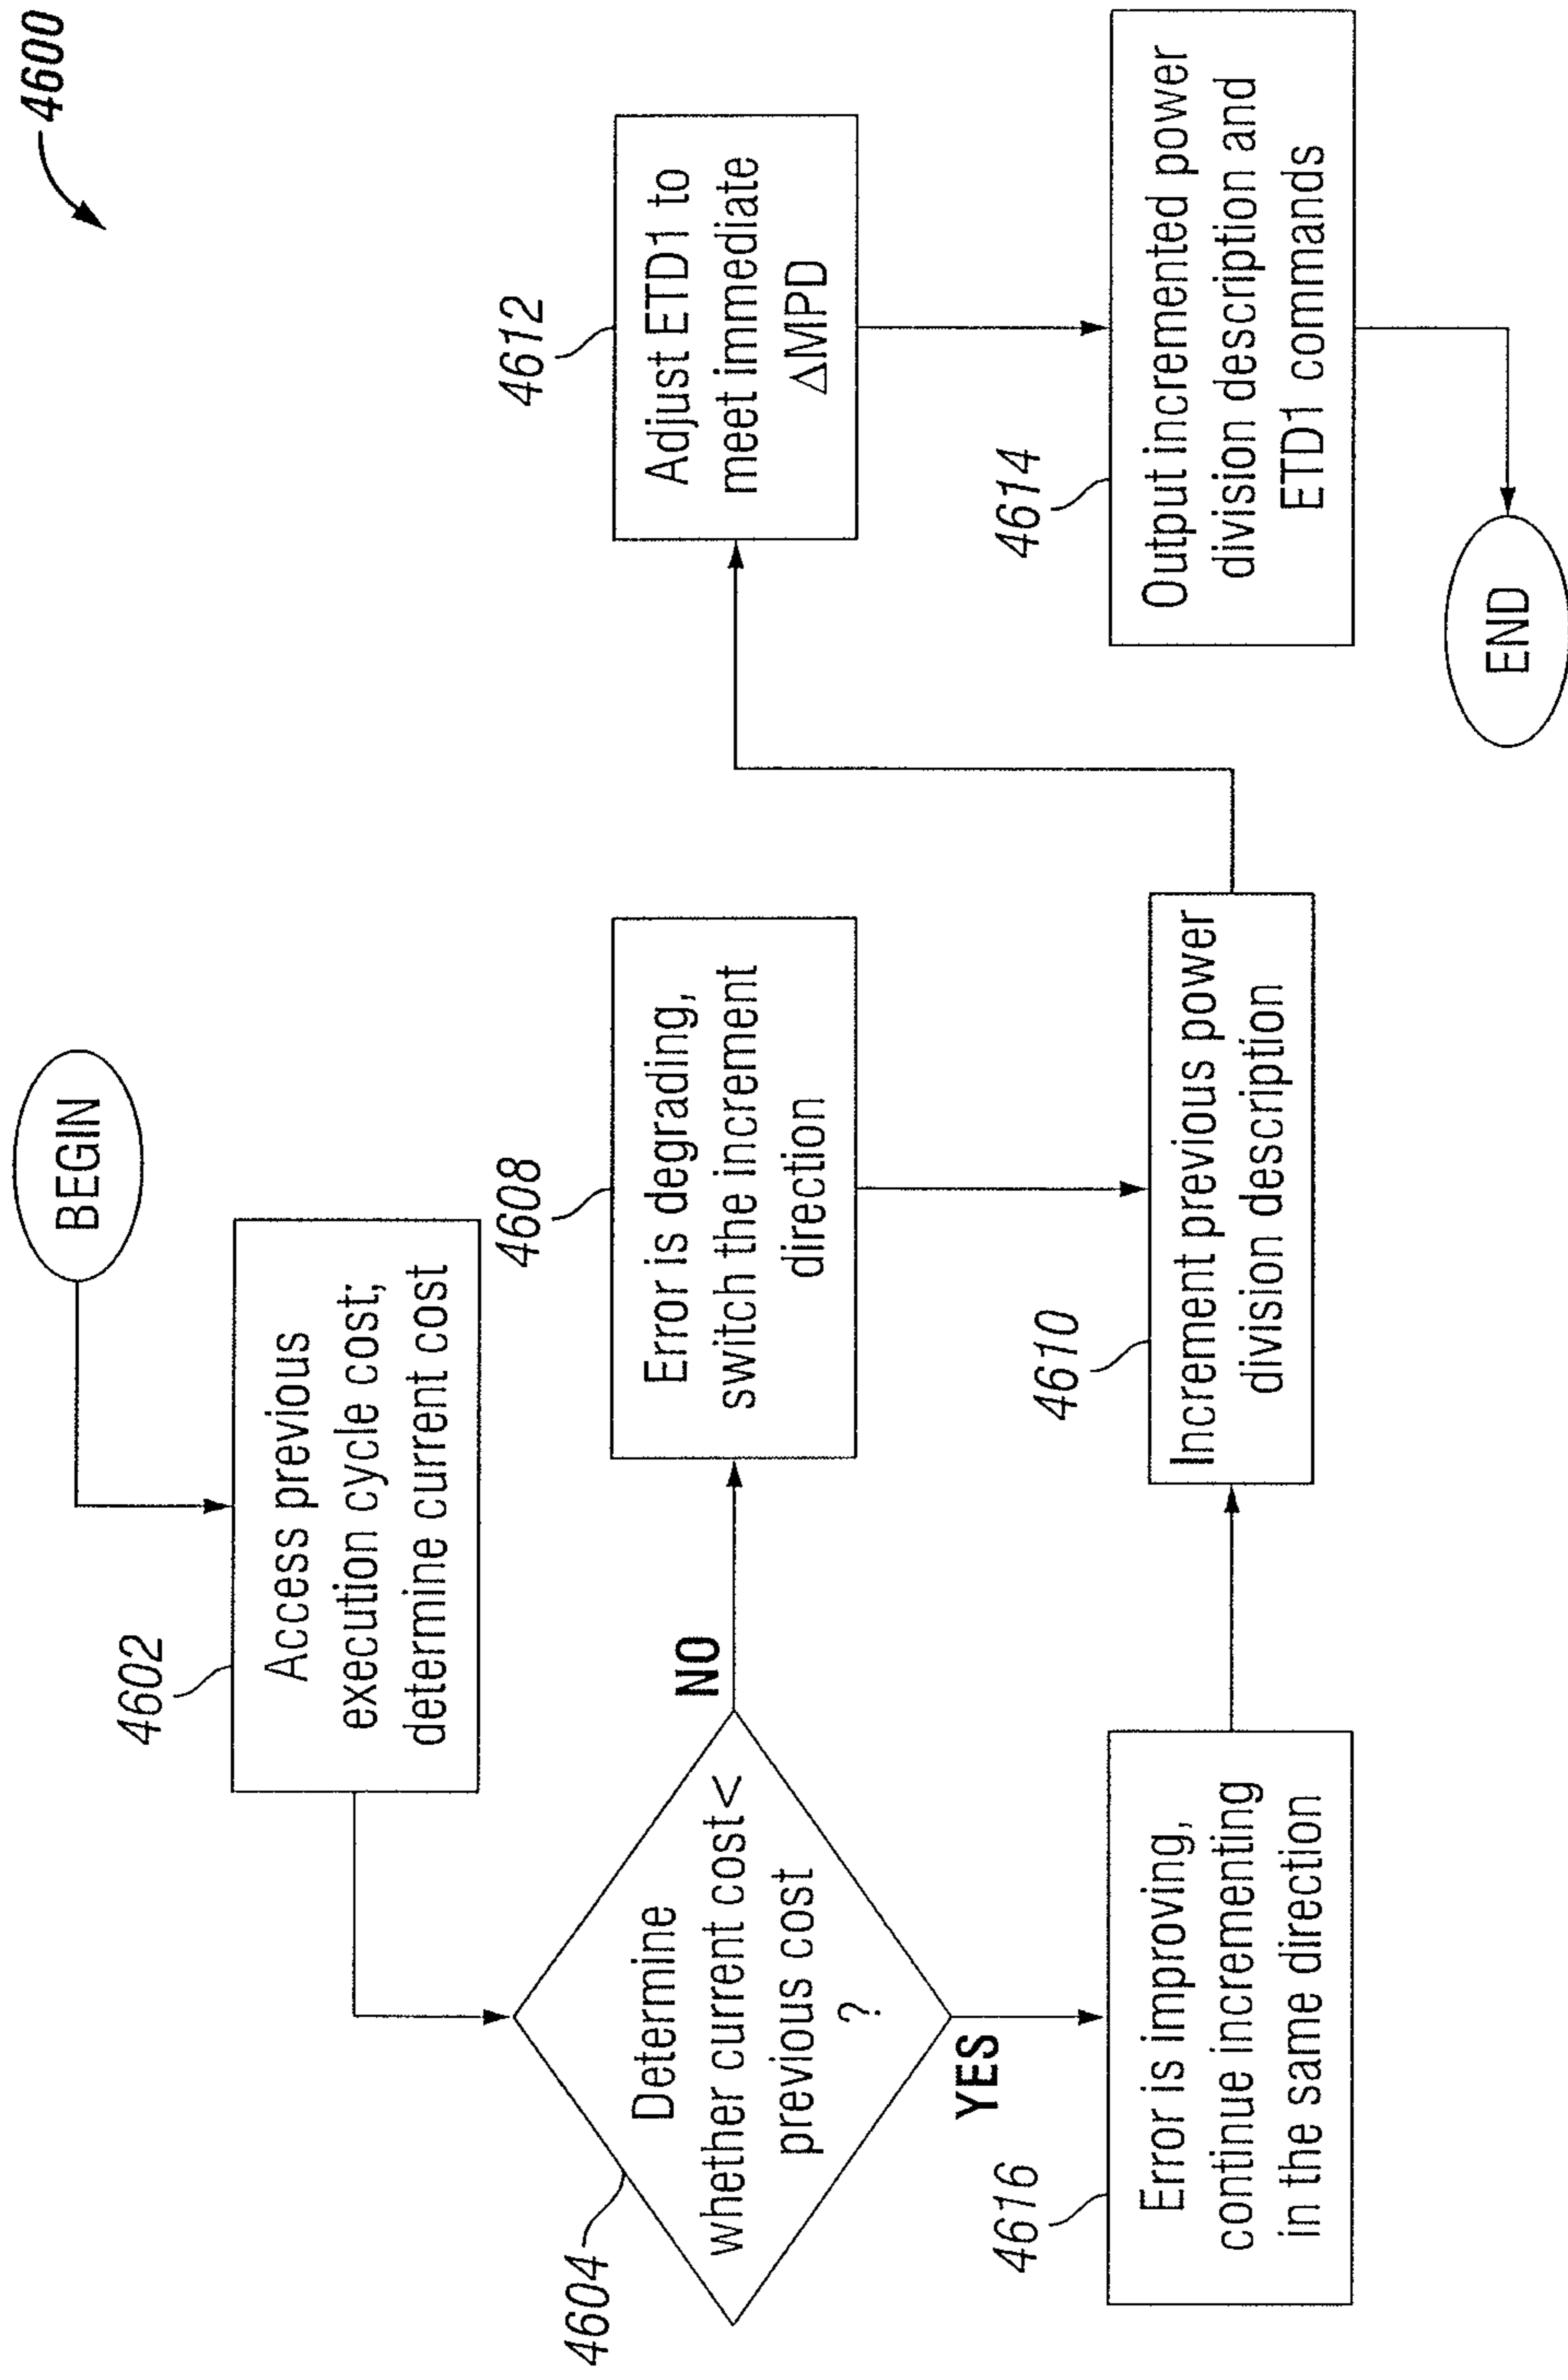 4600
BEGIN
4602
Access previous
execution cycle cost;
determine current cost
4604
Determine
whether current cost<
previous cost
?
NO
YES
4608
Error is degrading,
switch the increment
direction
4616
Error is improving,
continue incrementing
in the same direction
4610
Increment previous power
division description
4612
Adjust ETD1 to
meet immediate
ΔMPD
4614
Output incremented power
division description and
ETD1 commands
END